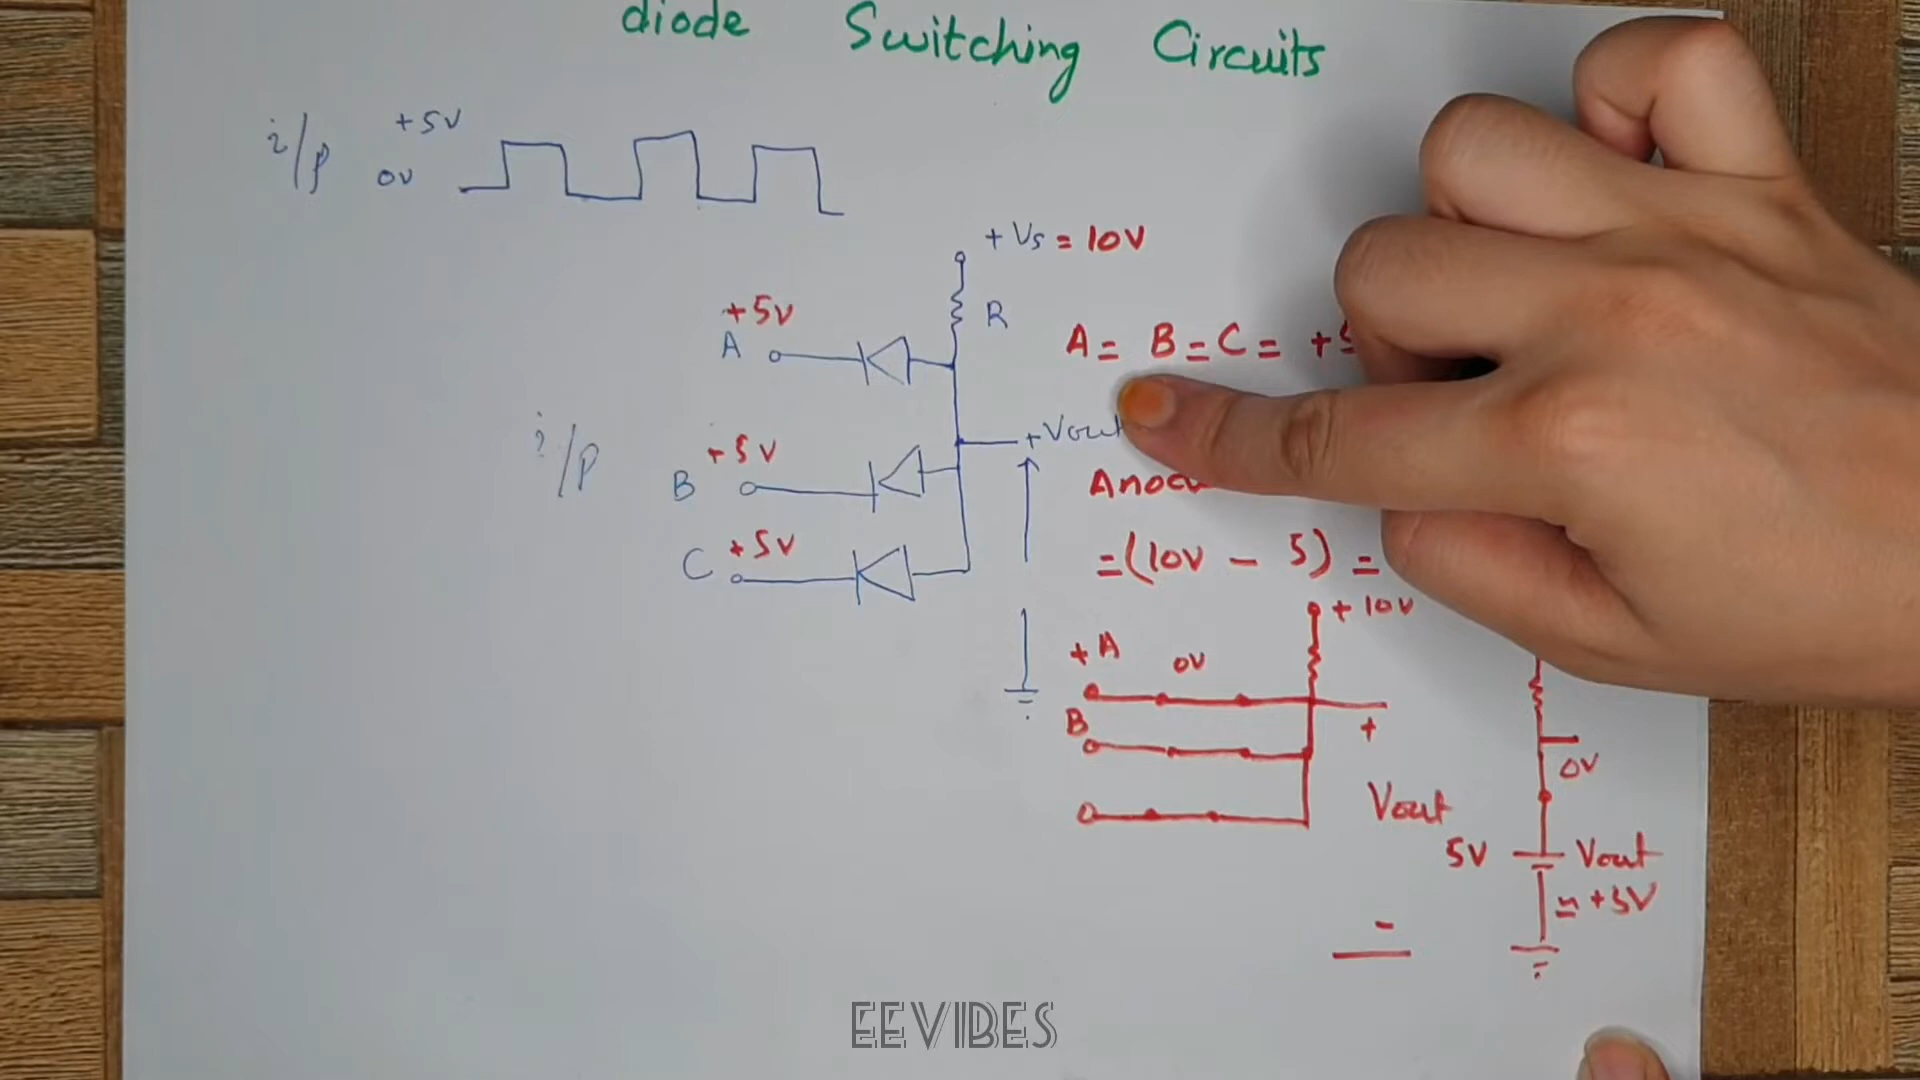 diode Switching Circuits
i/p +5V
0V
+Vs = 10V
+5V
A
R
A = B = C =
i/p
+5V
B
+Vout
C +5V
=(10V - 5) =
+10V
+A 0V
B
+
0V
Vout
5V Vout
= +5V
-
EEVIBES